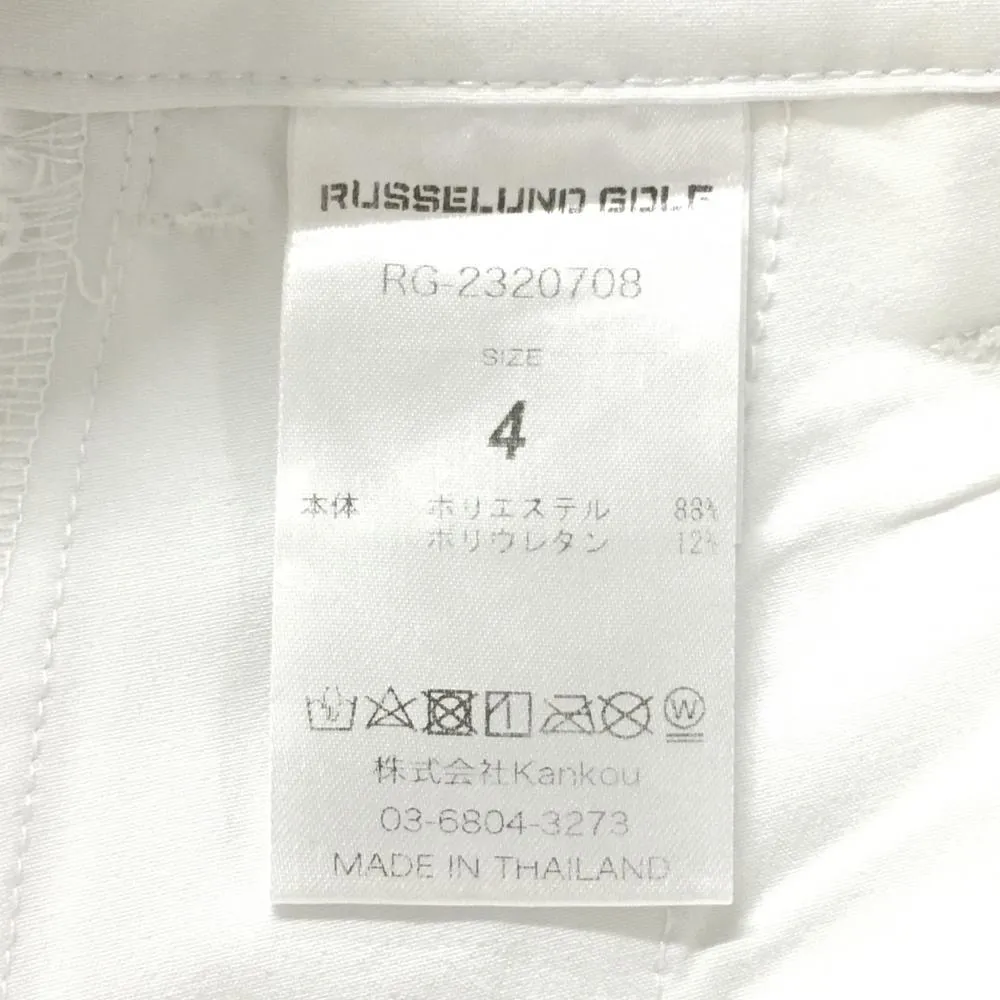 RUSSELUNO GOLF
RG-2320708
SIZE
4
本体 ポリエステル 88%
ポリウレタン 12%
W
株式会社Kankou
03-6804-3273
MADE IN THAILAND